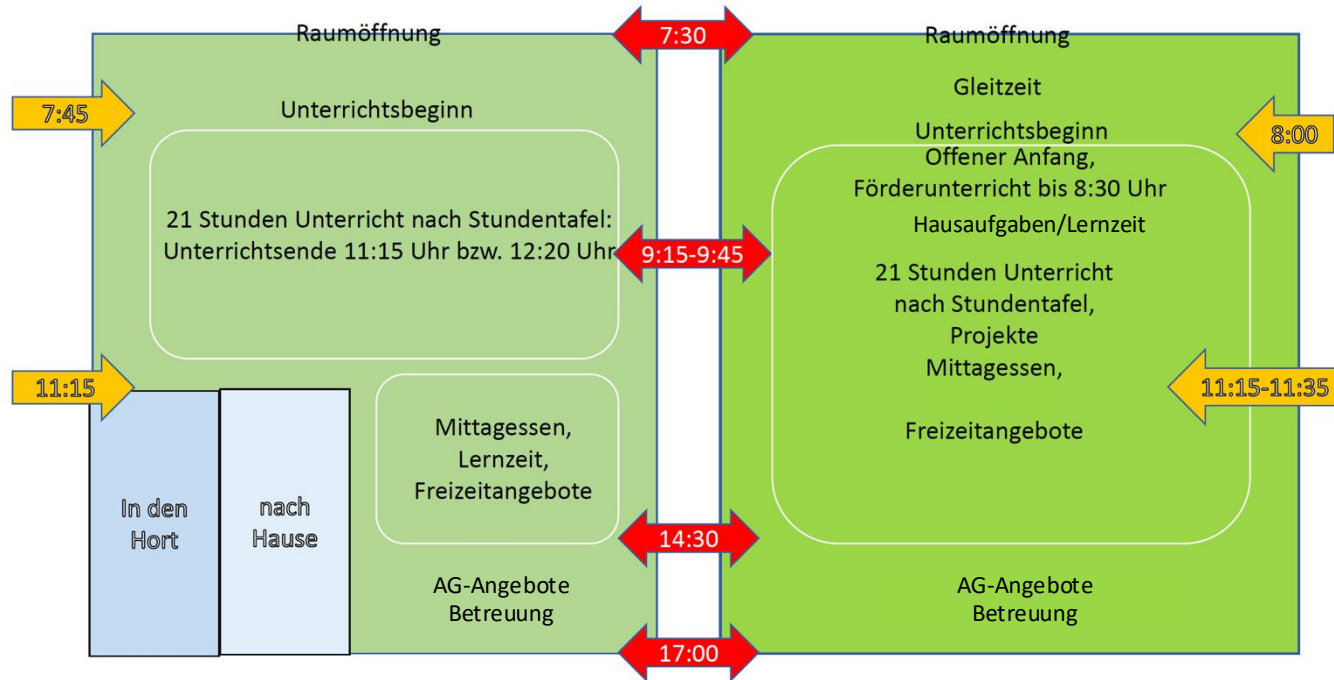 Raumöffnung
7:30
Raumöffnung
7:45
Unterrichtsbeginn
Gleitzeit
Unterrichtsbeginn
8:00
Offener Anfang,
Förderunterricht bis 8:30 Uhr
Hausaufgaben/Lernzeit
21 Stunden Unterricht nach Stundentafel:
Unterrichtsende 11:15 Uhr bzw. 12:20 Uhr
9:15-9:45
21 Stunden Unterricht
nach Stundentafel,
Projekte
Mittagessen,
11:15
11:15-11:35
Freizeitangebote
Mittagessen,
Lernzeit,
Freizeitangebote
In den
Hort
nach
Hause
14:30
AG-Angebote
Betreuung
AG-Angebote
Betreuung
17:00